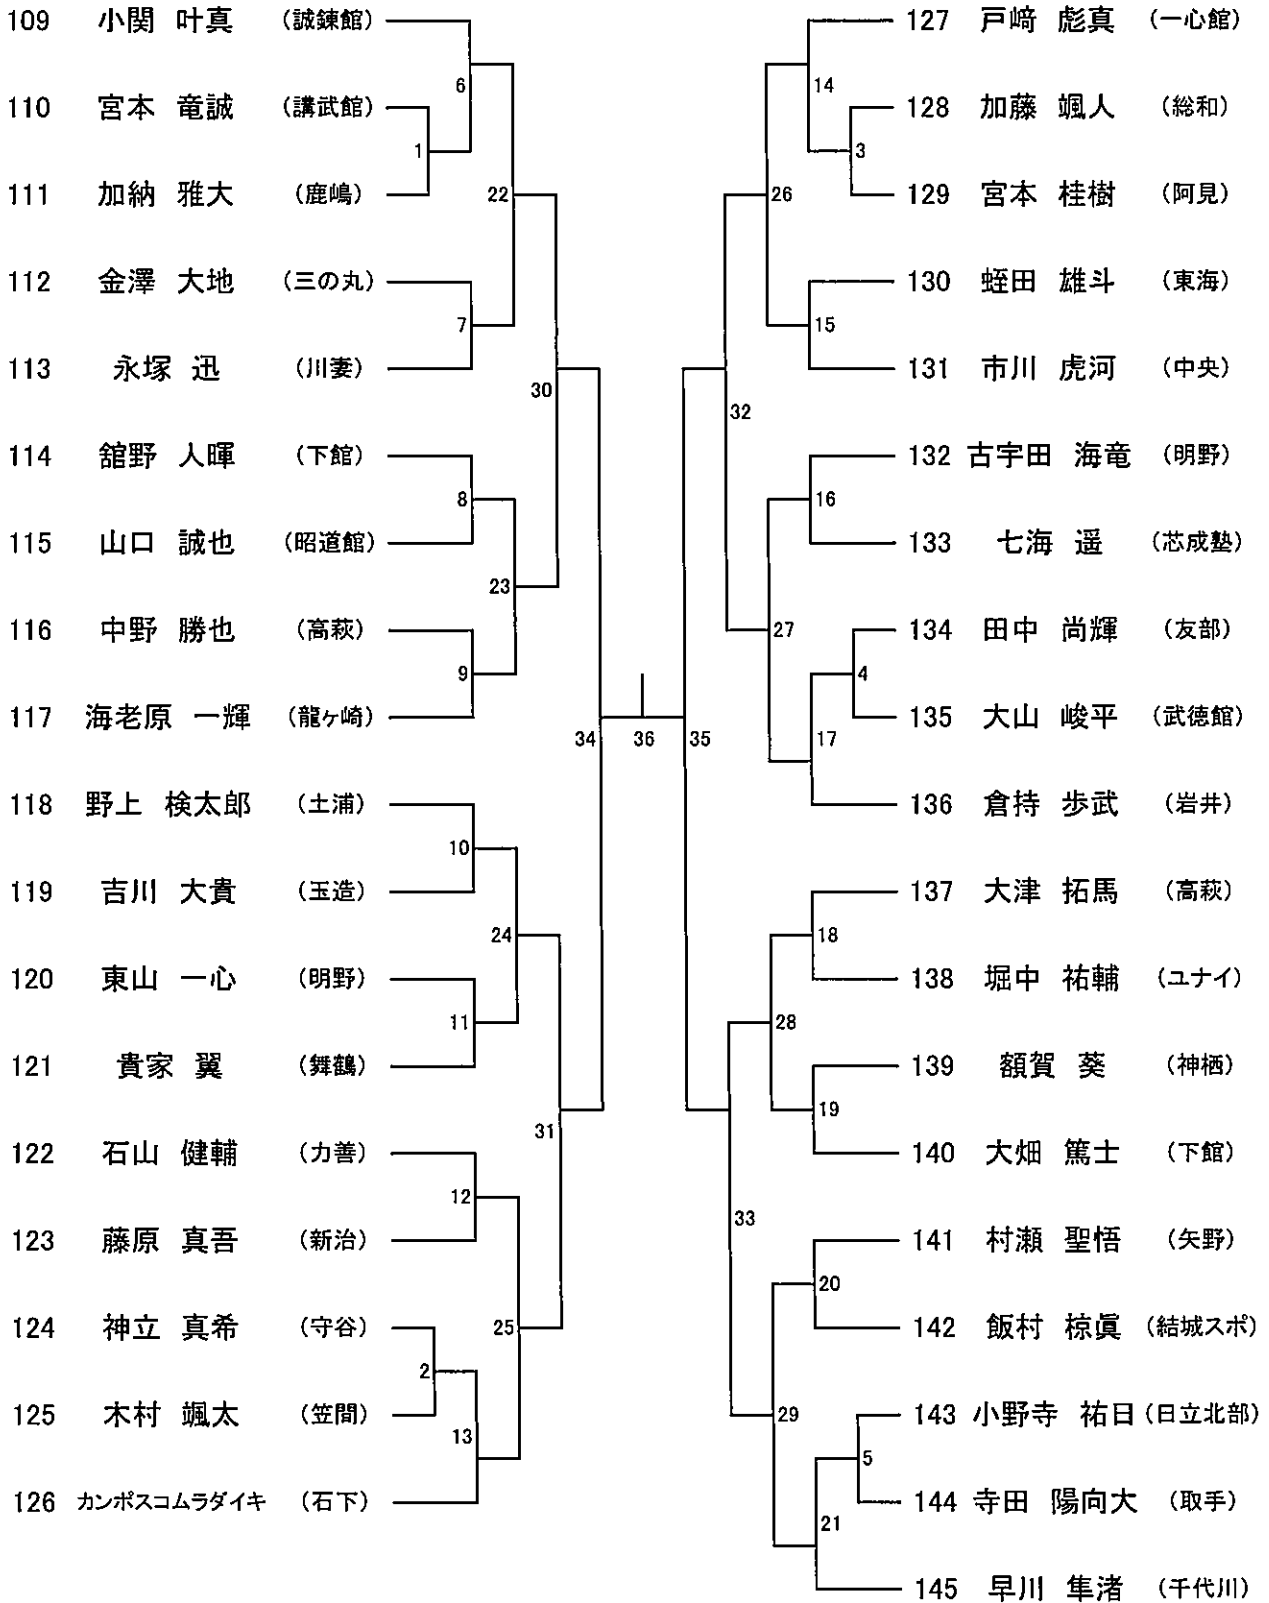 109 小関 叶真 （誠錬館）
6
110 宮本 竜誠 （講武館）
1
111 加納 雅大 （鹿嶋）
22
112 金澤 大地 （三の丸）
7
113 永塚 迅 （川妻）
30
114 舘野 人暉 （下館）
8
115 山口 誠也 （昭道館）
23
116 中野 勝也 （高萩）
9
117 海老原 一輝 （龍ヶ崎）
34
118 野上 検太郎 （土浦）
10
119 吉川 大貴 （玉造）
24
120 東山 一心 （明野）
11
121 貴家 翼 （舞鶴）
31
122 石山 健輔 （力善）
12
123 藤原 真吾 （新治）
124 神立 真希 （守谷）
25
2
125 木村 颯太 （笠間）
13
126 カンポスコムラダイキ （石下）
36
127 戸﨑 彪真 （一心館）
14
128 加藤 颯人 （総和）
3
129 宮本 桂樹 （阿見）
26
130 蛭田 雄斗 （東海）
15
131 市川 虎河 （中央）
32
132 古宇田 海竜 （明野）
16
133 七海 遥 （芯成塾）
134 田中 尚輝 （友部）
27
4
135 大山 峻平 （武徳館）
35
17
136 倉持 歩武 （岩井）
137 大津 拓馬 （高萩）
18
138 堀中 祐輔 （ユナイ）
28
139 額賀 葵 （神栖）
19
140 大畑 篤士 （下館）
33
141 村瀬 聖悟 （矢野）
20
142 飯村 椋眞 （結城スポ）
143 小野寺 祐日 （日立北部）
29
5
144 寺田 陽向大 （取手）
21
145 早川 隼渚 （千代川）